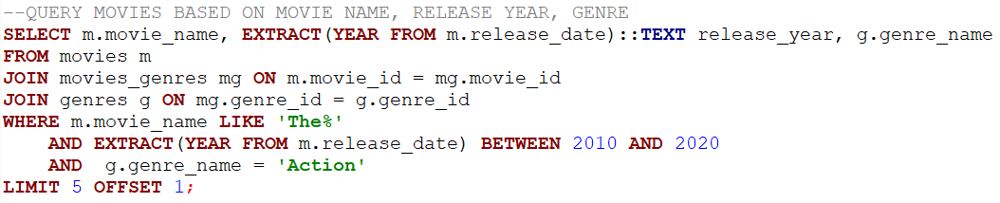 --QUERY MOVIES BASED ON MOVIE NAME, RELEASE YEAR, GENRE
SELECT m.movie_name, EXTRACT(YEAR FROM m.release_date)::TEXT release_year, g.genre_name
FROM movies m
JOIN movies_genres mg ON m.movie_id = mg.movie_id
JOIN genres g ON mg.genre_id = g.genre_id
WHERE m.movie_name LIKE 'The%'
    AND EXTRACT(YEAR FROM m.release_date) BETWEEN 2010 AND 2020
    AND  g.genre_name = 'Action'
LIMIT 5 OFFSET 1;